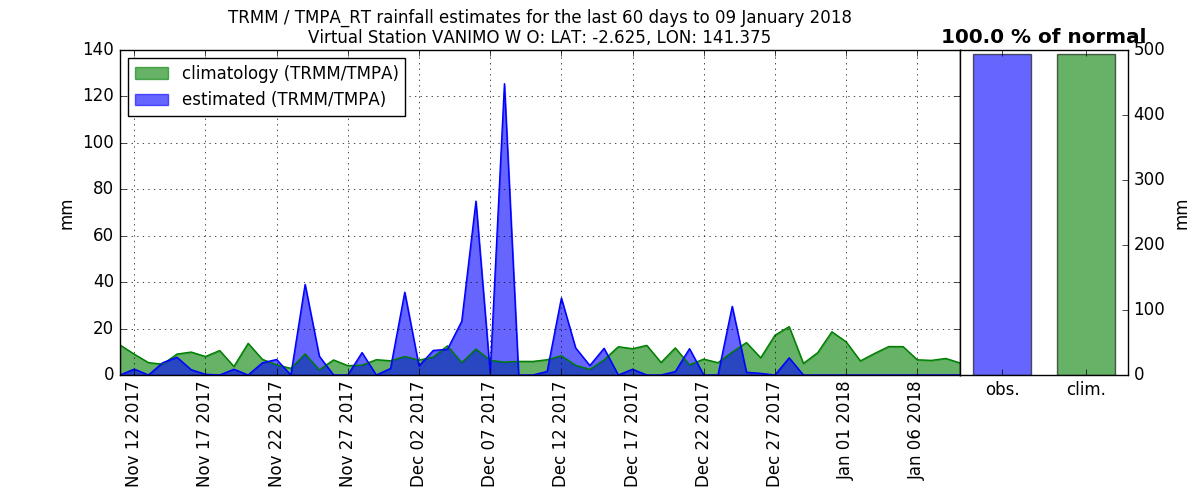 TRMM / TMPA_RT rainfall estimates for the last 60 days to 09 January 2018
Virtual Station VANIMO W O: LAT: -2.625, LON: 141.375
100.0 % of normal
climatology (TRMM/TMPA)
estimated (TRMM/TMPA)
140
120
100
80
60
40
20
0
mm
Nov 12 2017
Nov 17 2017
Nov 22 2017
Nov 27 2017
Dec 02 2017
Dec 07 2017
Dec 12 2017
Dec 17 2017
Dec 22 2017
Dec 27 2017
Jan 01 2018
Jan 06 2018
500
400
300
200
100
0
mm
obs.
clim.